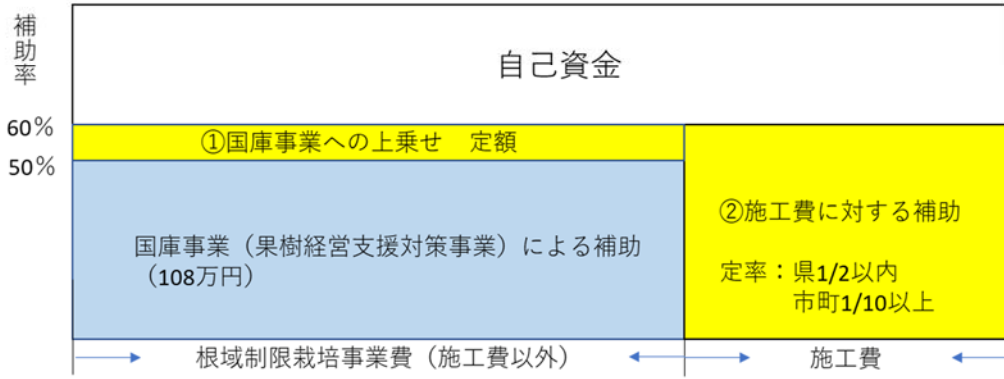 補助率
自己資金
60%
①国庫事業への上乗せ　定額
50%
国庫事業（果樹経営支援対策事業）による補助
（108万円）
②施工費に対する補助
定率：県1/2以内
市町1/10以上
根域制限栽培事業費（施工費以外）
施工費